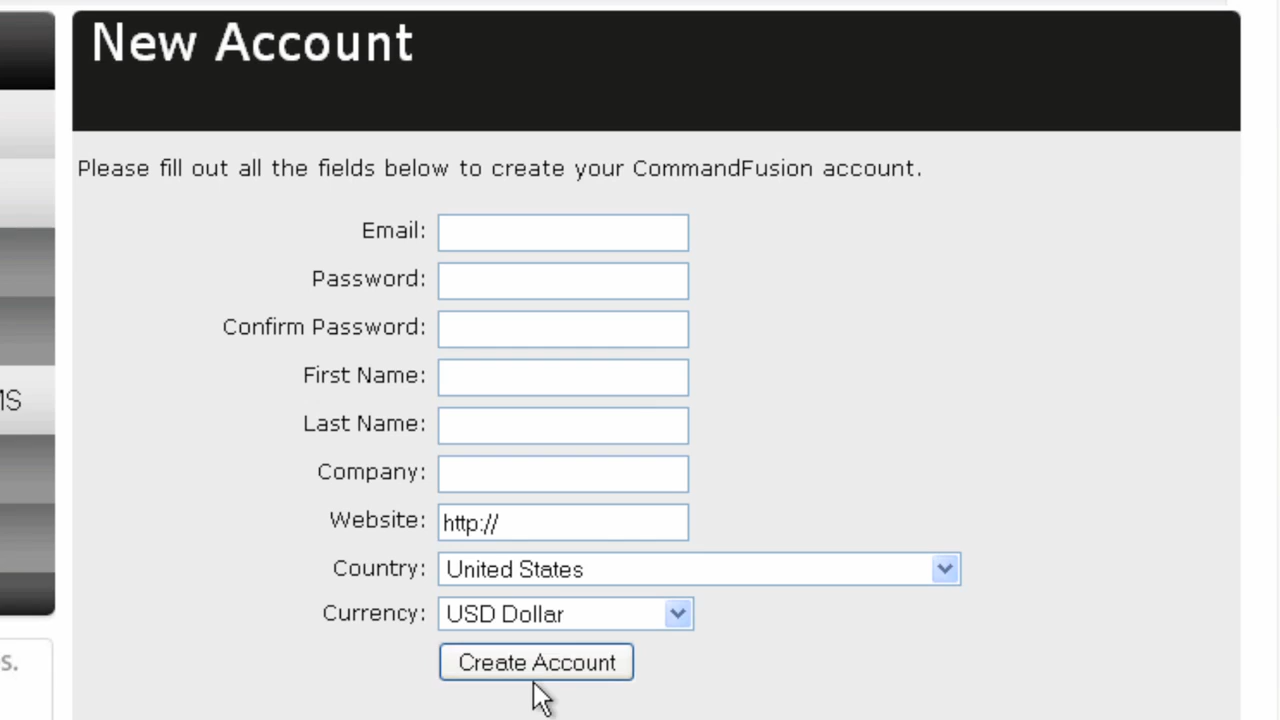 New Account
Please fill out all the fields below to create your CommandFusion account.
Email:
Password:
Confirm Password:
First Name:
Last Name:
MS
Company:
Website: http://
Country: United States
Currency: USD Dollar
Create Account
s.